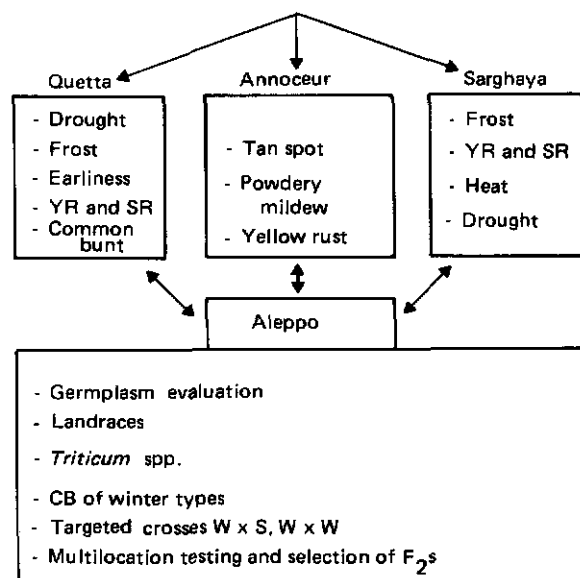 Quetta
- Drought
- Frost
- Earliness
- YR and SR
- Common
bunt
Annoceur
- Tan spot
- Powdery
mildew
- Yellow rust
Sarghaya
- Frost
- YR and SR
- Heat
- Drought
Aleppo
- Germplasm evaluation
- Landraces
- Triticum spp.
- CB of winter types
- Targeted crosses W x S, W x W
- Multilocation testing and selection of F2s